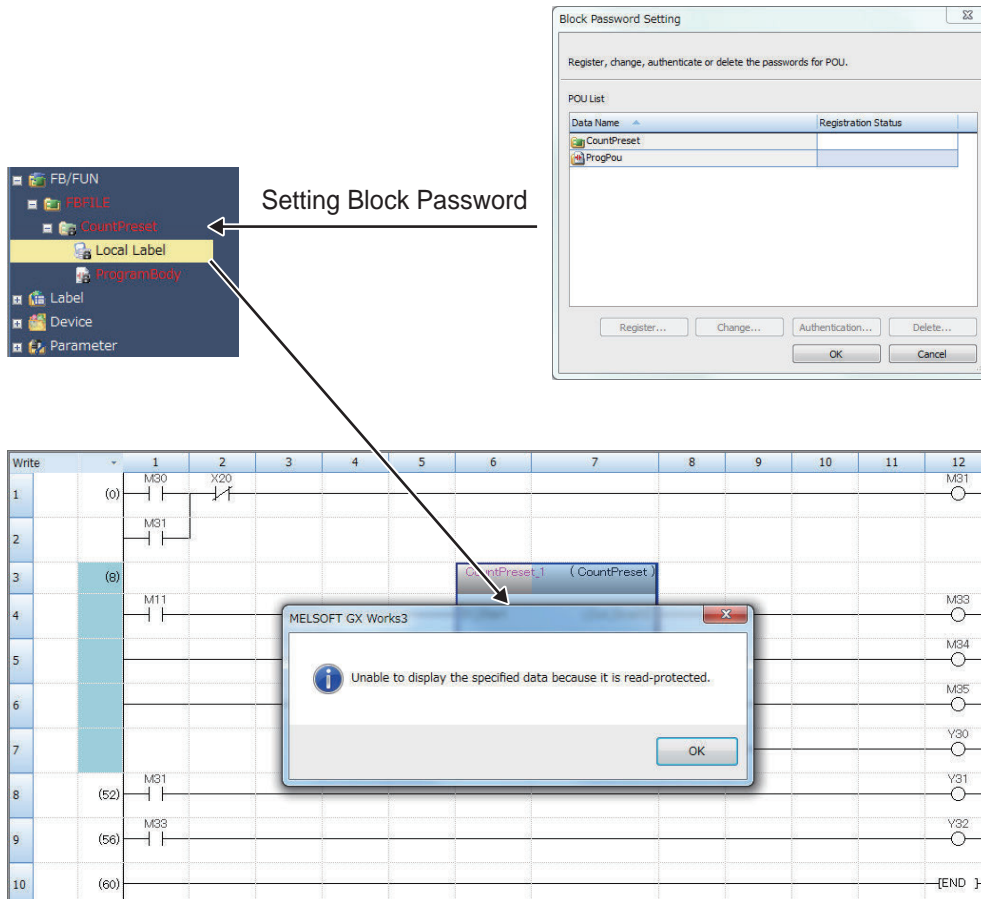 Block Password Setting
Register, change, authenticate or delete the passwords for POU.
POU List
Data Name Registration Status
CountPreset
ProgPou
Register... Change... Authentication... Delete...
OK Cancel
FB/FUN
FBFILE
CountPreset
Local Label
ProgramBody
Label
Device
Parameter
Setting Block Password
Write 1 2 3 4 5 6 7 8 9 10 11 12
M30 X20 M31
1 (0)
M31
2
3 (8) CountPreset_1 (CountPreset)
M11 M33
4
M34
5
M35
6
Y30
7
MELSOFT GX Works3
Unable to display the specified data because it is read-protected.
OK
M31 Y31
8 (52)
M33 Y32
9 (56)
10 (60) [END ]